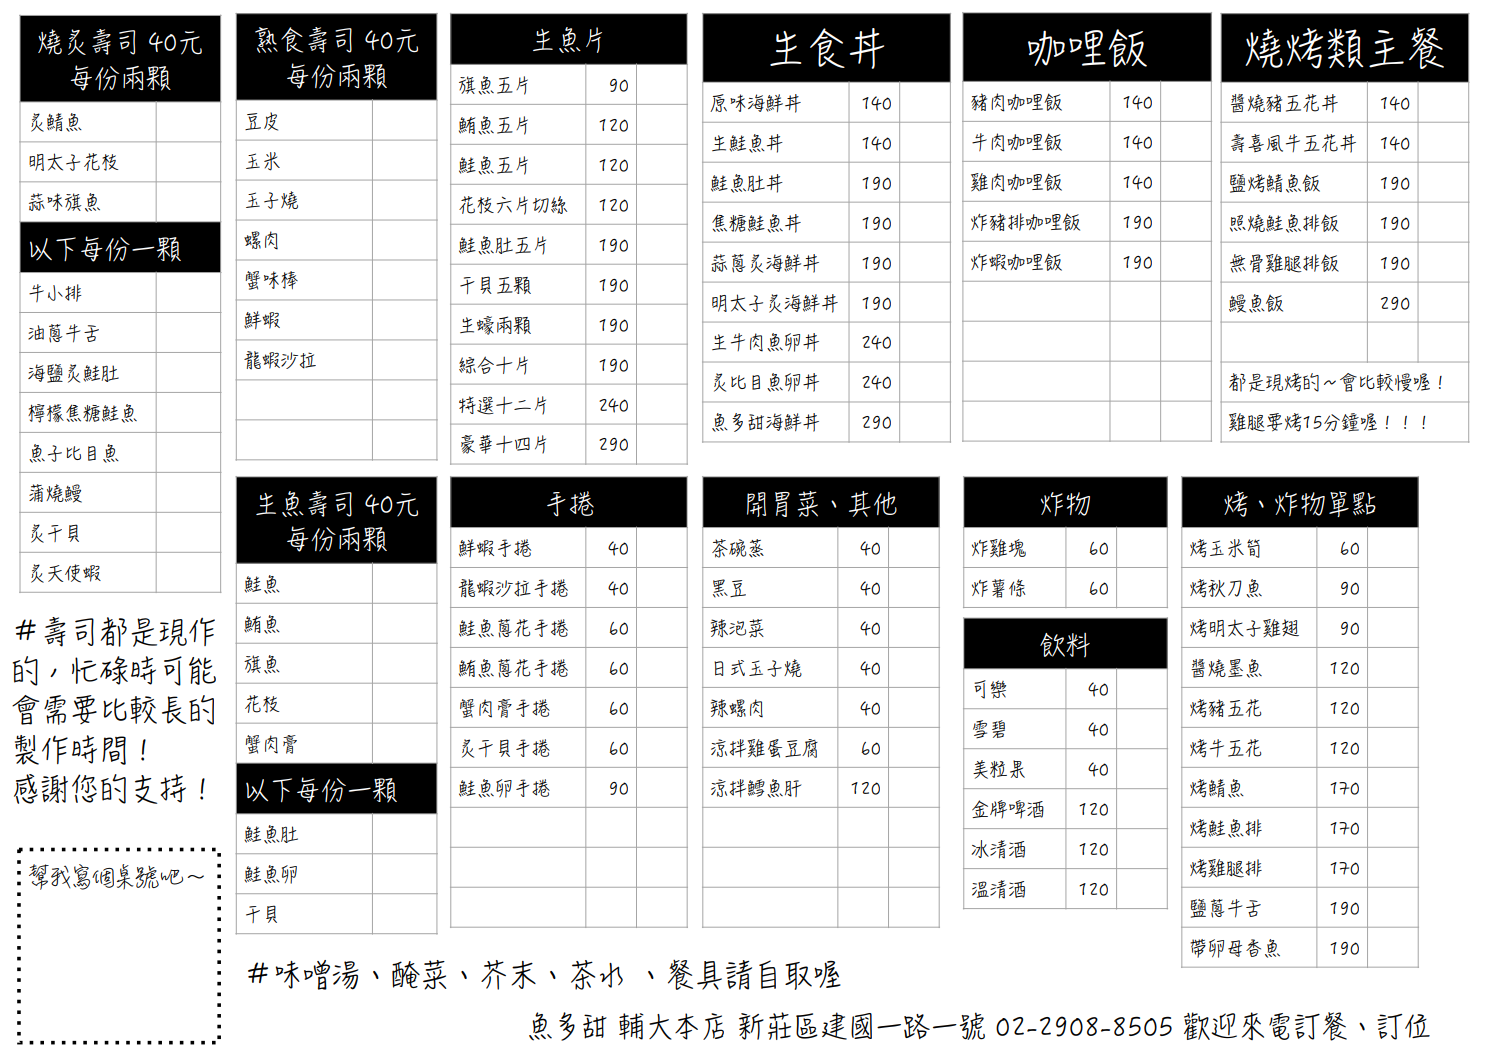 燒炙壽司 40元
每份兩顆
炙鯖魚
明太子花枝
蒜味旗魚
以下每份一顆
牛小排
油蔥牛舌
海鹽炙鮭肚
檸檬焦糖鮭魚
魚子比目魚
蒲燒鰻
炙干貝
炙天使蝦
#壽司都是現作
的,忙碌時可能
會需要比較長的
製作時間!
感謝您的支持!
幫我寫個桌號吧~
熟食壽司 40元
每份兩顆
豆皮
玉米
玉子燒
螺肉
蟹味棒
鮮蝦
龍蝦沙拉
生魚壽司 40元
每份兩顆
鮭魚
鮪魚
旗魚
花枝
蟹肉膏
以下每份一顆
鮭魚肚
鮭魚卵
干貝
生魚片
旗魚五片 90
鮪魚五片 120
鮭魚五片 120
花枝六片切絲 120
鮭魚肚五片 190
干貝五顆 190
生蠔兩顆 190
綜合十片 190
特選十二片 240
豪華十四片 290
手捲
鮮蝦手捲 40
龍蝦沙拉手捲 40
鮭魚蔥花手捲 60
鮪魚蔥花手捲 60
蟹肉膏手捲 60
炙干貝手捲 60
鮭魚卵手捲 90
生食丼
原味海鮮丼 140
生鮭魚丼 140
鮭魚肚丼 190
焦糖鮭魚丼 190
蒜蔥炙海鮮丼 190
明太子炙海鮮丼 190
生牛肉魚卵丼 240
炙比目魚卵丼 240
魚多甜海鮮丼 290
開胃菜、其他
茶碗蒸 40
黑豆 40
辣泡菜 40
日式玉子燒 40
辣螺肉 40
涼拌雞蛋豆腐 60
涼拌鱈魚肝 120
咖哩飯
豬肉咖哩飯 140
牛肉咖哩飯 140
雞肉咖哩飯 140
炸豬排咖哩飯 190
炸蝦咖哩飯 190
炸物
炸雞塊 60
炸薯條 60
飲料
可樂 40
雪碧 40
美粒果 40
金牌啤酒 120
冰清酒 120
溫清酒 120
燒烤類主餐
醬燒豬五花丼 140
壽喜風牛五花丼 140
鹽烤鯖魚飯 190
照燒鮭魚排飯 190
無骨雞腿排飯 190
鰻魚飯 290
都是現烤的~會比較慢喔!
雞腿要烤15分鐘喔!!!
烤、炸物單點
烤玉米筍 60
烤秋刀魚 90
烤明太子雞翅 90
醬燒墨魚 120
烤豬五花 120
烤牛五花 120
烤鯖魚 170
烤鮭魚排 170
烤雞腿排 170
鹽蔥牛舌 190
帶卵母香魚 190
#味噌湯、醃菜、芥末、茶水 、餐具請自取喔
魚多甜 輔大本店 新莊區建國一路一號 02-2908-8505 歡迎來電訂餐、訂位